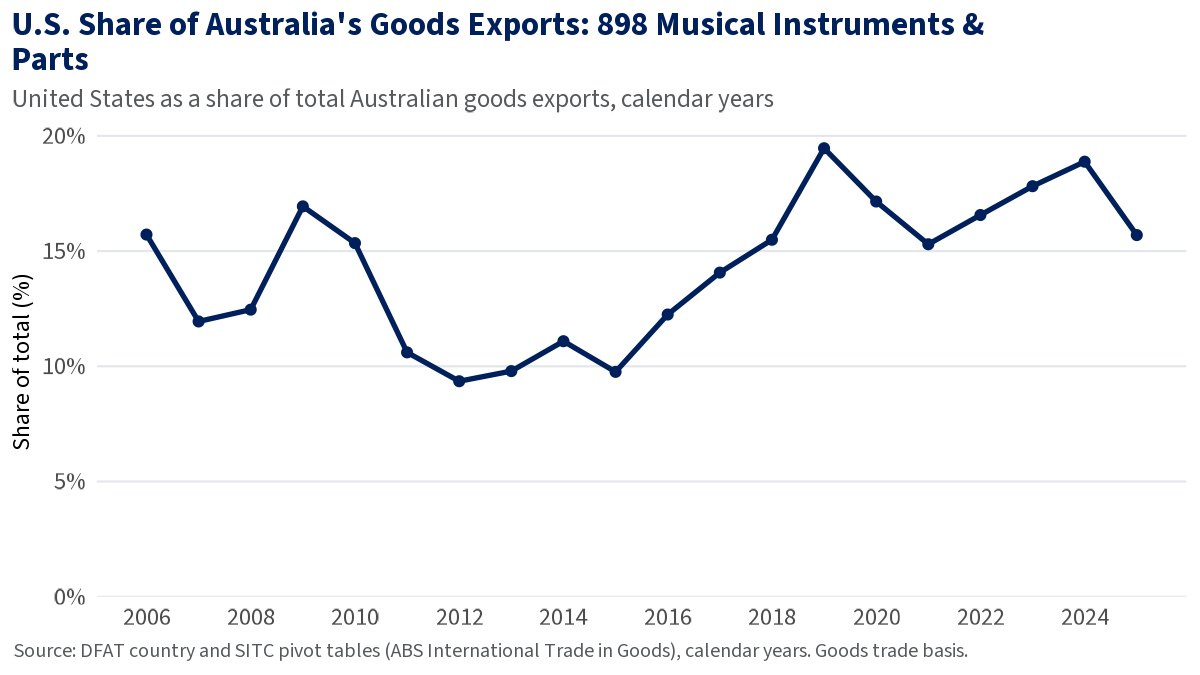 U.S. Share of Australia's Goods Exports: 898 Musical Instruments &
Parts
United States as a share of total Australian goods exports, calendar years
Share of total (%)
20%
15%
10%
5%
0%
2006 2008 2010 2012 2014 2016 2018 2020 2022 2024
Source: DFAT country and SITC pivot tables (ABS International Trade in Goods), calendar years. Goods trade basis.